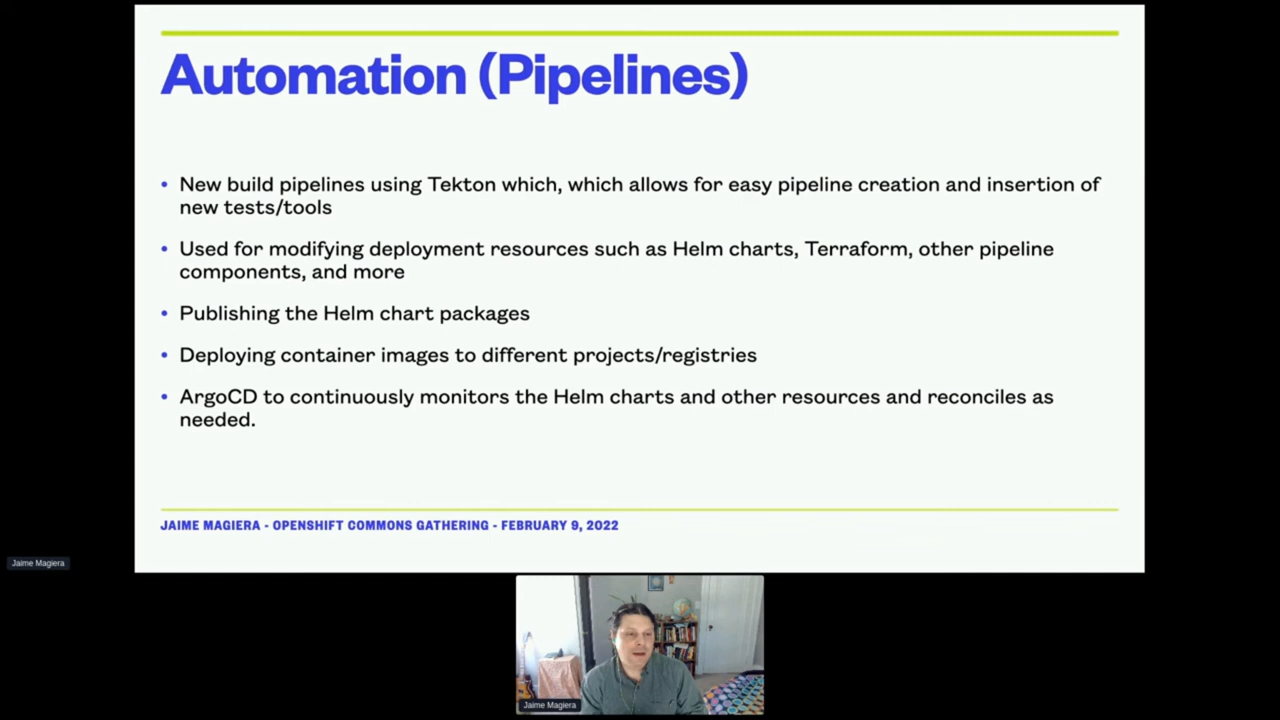 Automation (Pipelines)
• New build pipelines using Tekton which, which allows for easy pipeline creation and insertion of
new tests/tools
• Used for modifying deployment resources such as Helm charts, Terraform, other pipeline
components, and more
• Publishing the Helm chart packages
• Deploying container images to different projects/registries
• ArgoCD to continuously monitors the Helm charts and other resources and reconciles as
needed.
JAIME MAGIERA - OPENSHIFT COMMONS GATHERING - FEBRUARY 9, 2022
Jaime Magiera
Jaime Magiera